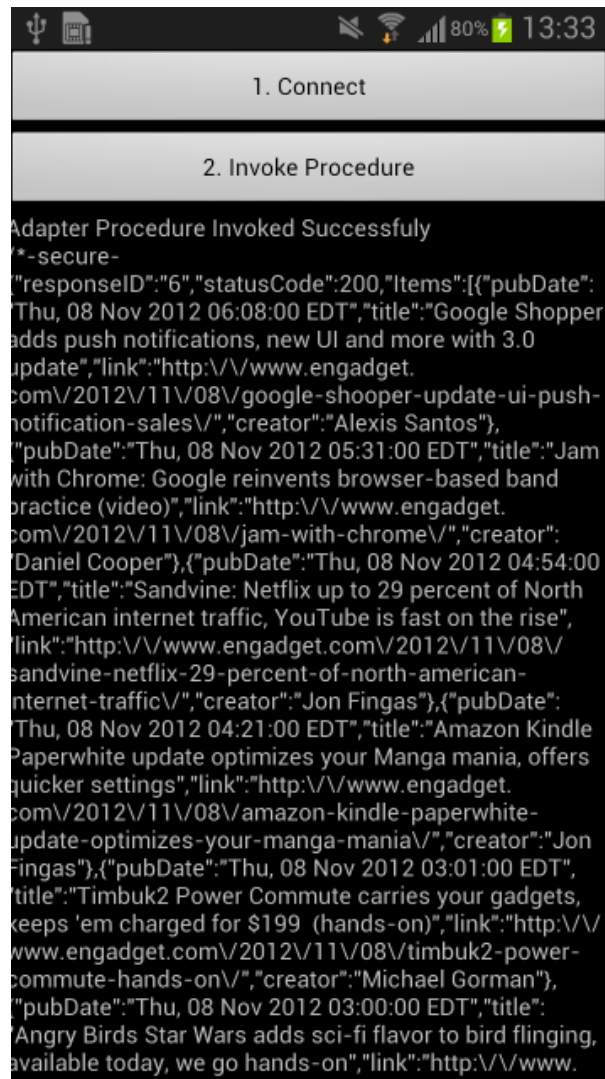 80% 13:33
1. Connect
2. Invoke Procedure
Adapter Procedure Invoked Successfuly
/*-secure-
{"responseID":"6","statusCode":200,"Items":[{"pubDate":
"Thu, 08 Nov 2012 06:08:00 EDT","title":"Google Shopper
adds push notifications, new UI and more with 3.0
update","link":"http:\/\/www.engadget.
com\/2012\/11\/08\/google-shooper-update-ui-push-
notification-sales\/","creator":"Alexis Santos"},
{"pubDate":"Thu, 08 Nov 2012 05:31:00 EDT","title":"Jam
with Chrome: Google reinvents browser-based band
practice (video)","link":"http:\/\/www.engadget.
com\/2012\/11\/08\/jam-with-chrome\/","creator":
"Daniel Cooper"},{"pubDate":"Thu, 08 Nov 2012 04:54:00
EDT","title":"Sandvine: Netflix up to 29 percent of North
American internet traffic, YouTube is fast on the rise",
"link":"http:\/\/www.engadget.com\/2012\/11\/08\/
sandvine-netflix-29-percent-of-north-american-
internet-traffic\/","creator":"Jon Fingas"},{"pubDate":
"Thu, 08 Nov 2012 04:21:00 EDT","title":"Amazon Kindle
Paperwhite update optimizes your Manga mania, offers
quicker settings","link":"http:\/\/www.engadget.
com\/2012\/11\/08\/amazon-kindle-paperwhite-
update-optimizes-your-manga-mania\/","creator":"Jon
Fingas"},{"pubDate":"Thu, 08 Nov 2012 03:01:00 EDT",
"title":"Timbuk2 Power Commute carries your gadgets,
keeps 'em charged for $199  (hands-on)","link":"http:\/\/
www.engadget.com\/2012\/11\/08\/timbuk2-power-
commute-hands-on\/","creator":"Michael Gorman"},
{"pubDate":"Thu, 08 Nov 2012 03:00:00 EDT","title":
"Angry Birds Star Wars adds sci-fi flavor to bird flinging,
available today, we go hands-on","link":"http:\/\/www.